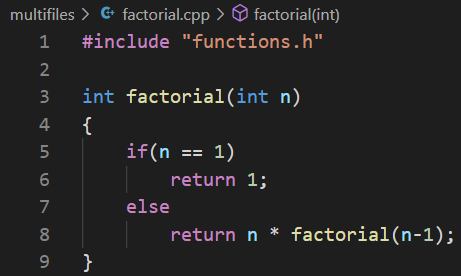 multifiles > factorial.cpp > factorial(int)
1 #include "functions.h"
2
3 int factorial(int n)
4 {
5     if(n == 1)
6         return 1;
7     else
8         return n * factorial(n-1);
9 }